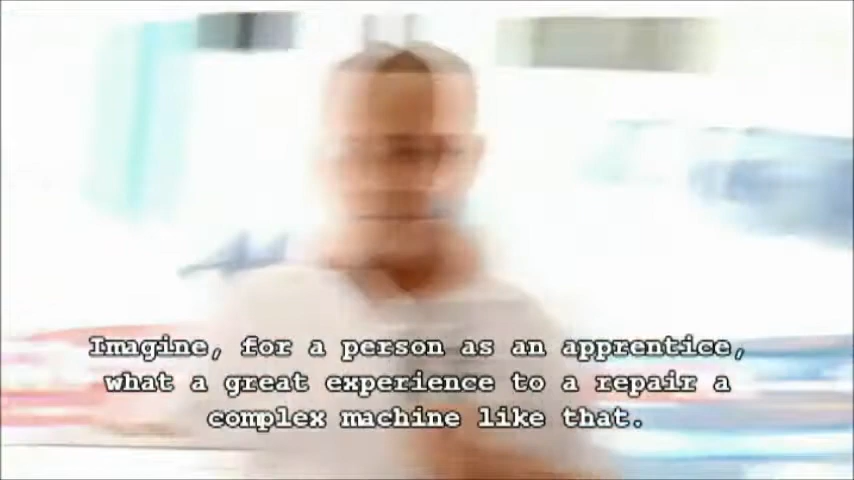 Imagine, for a person as an apprentice,
what a great experience to a repair a
complex machine like that.